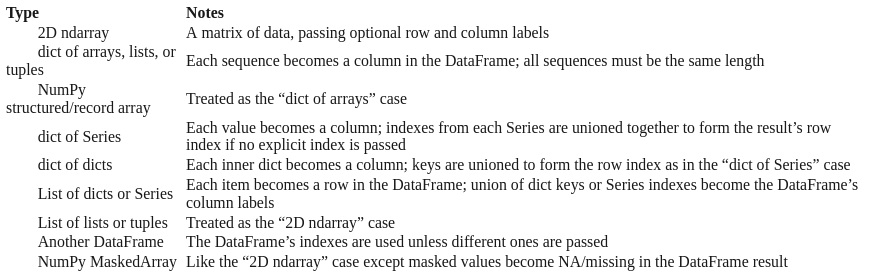 Type Notes
2D ndarray A matrix of data, passing optional row and column labels
dict of arrays, lists, or
tuples Each sequence becomes a column in the DataFrame; all sequences must be the same length
NumPy
structured/record array Treated as the “dict of arrays” case
dict of Series Each value becomes a column; indexes from each Series are unioned together to form the result’s row
index if no explicit index is passed
dict of dicts Each inner dict becomes a column; keys are unioned to form the row index as in the “dict of Series” case
List of dicts or Series Each item becomes a row in the DataFrame; union of dict keys or Series indexes become the DataFrame’s
column labels
List of lists or tuples Treated as the “2D ndarray” case
Another DataFrame The DataFrame’s indexes are used unless different ones are passed
NumPy MaskedArray Like the “2D ndarray” case except masked values become NA/missing in the DataFrame result